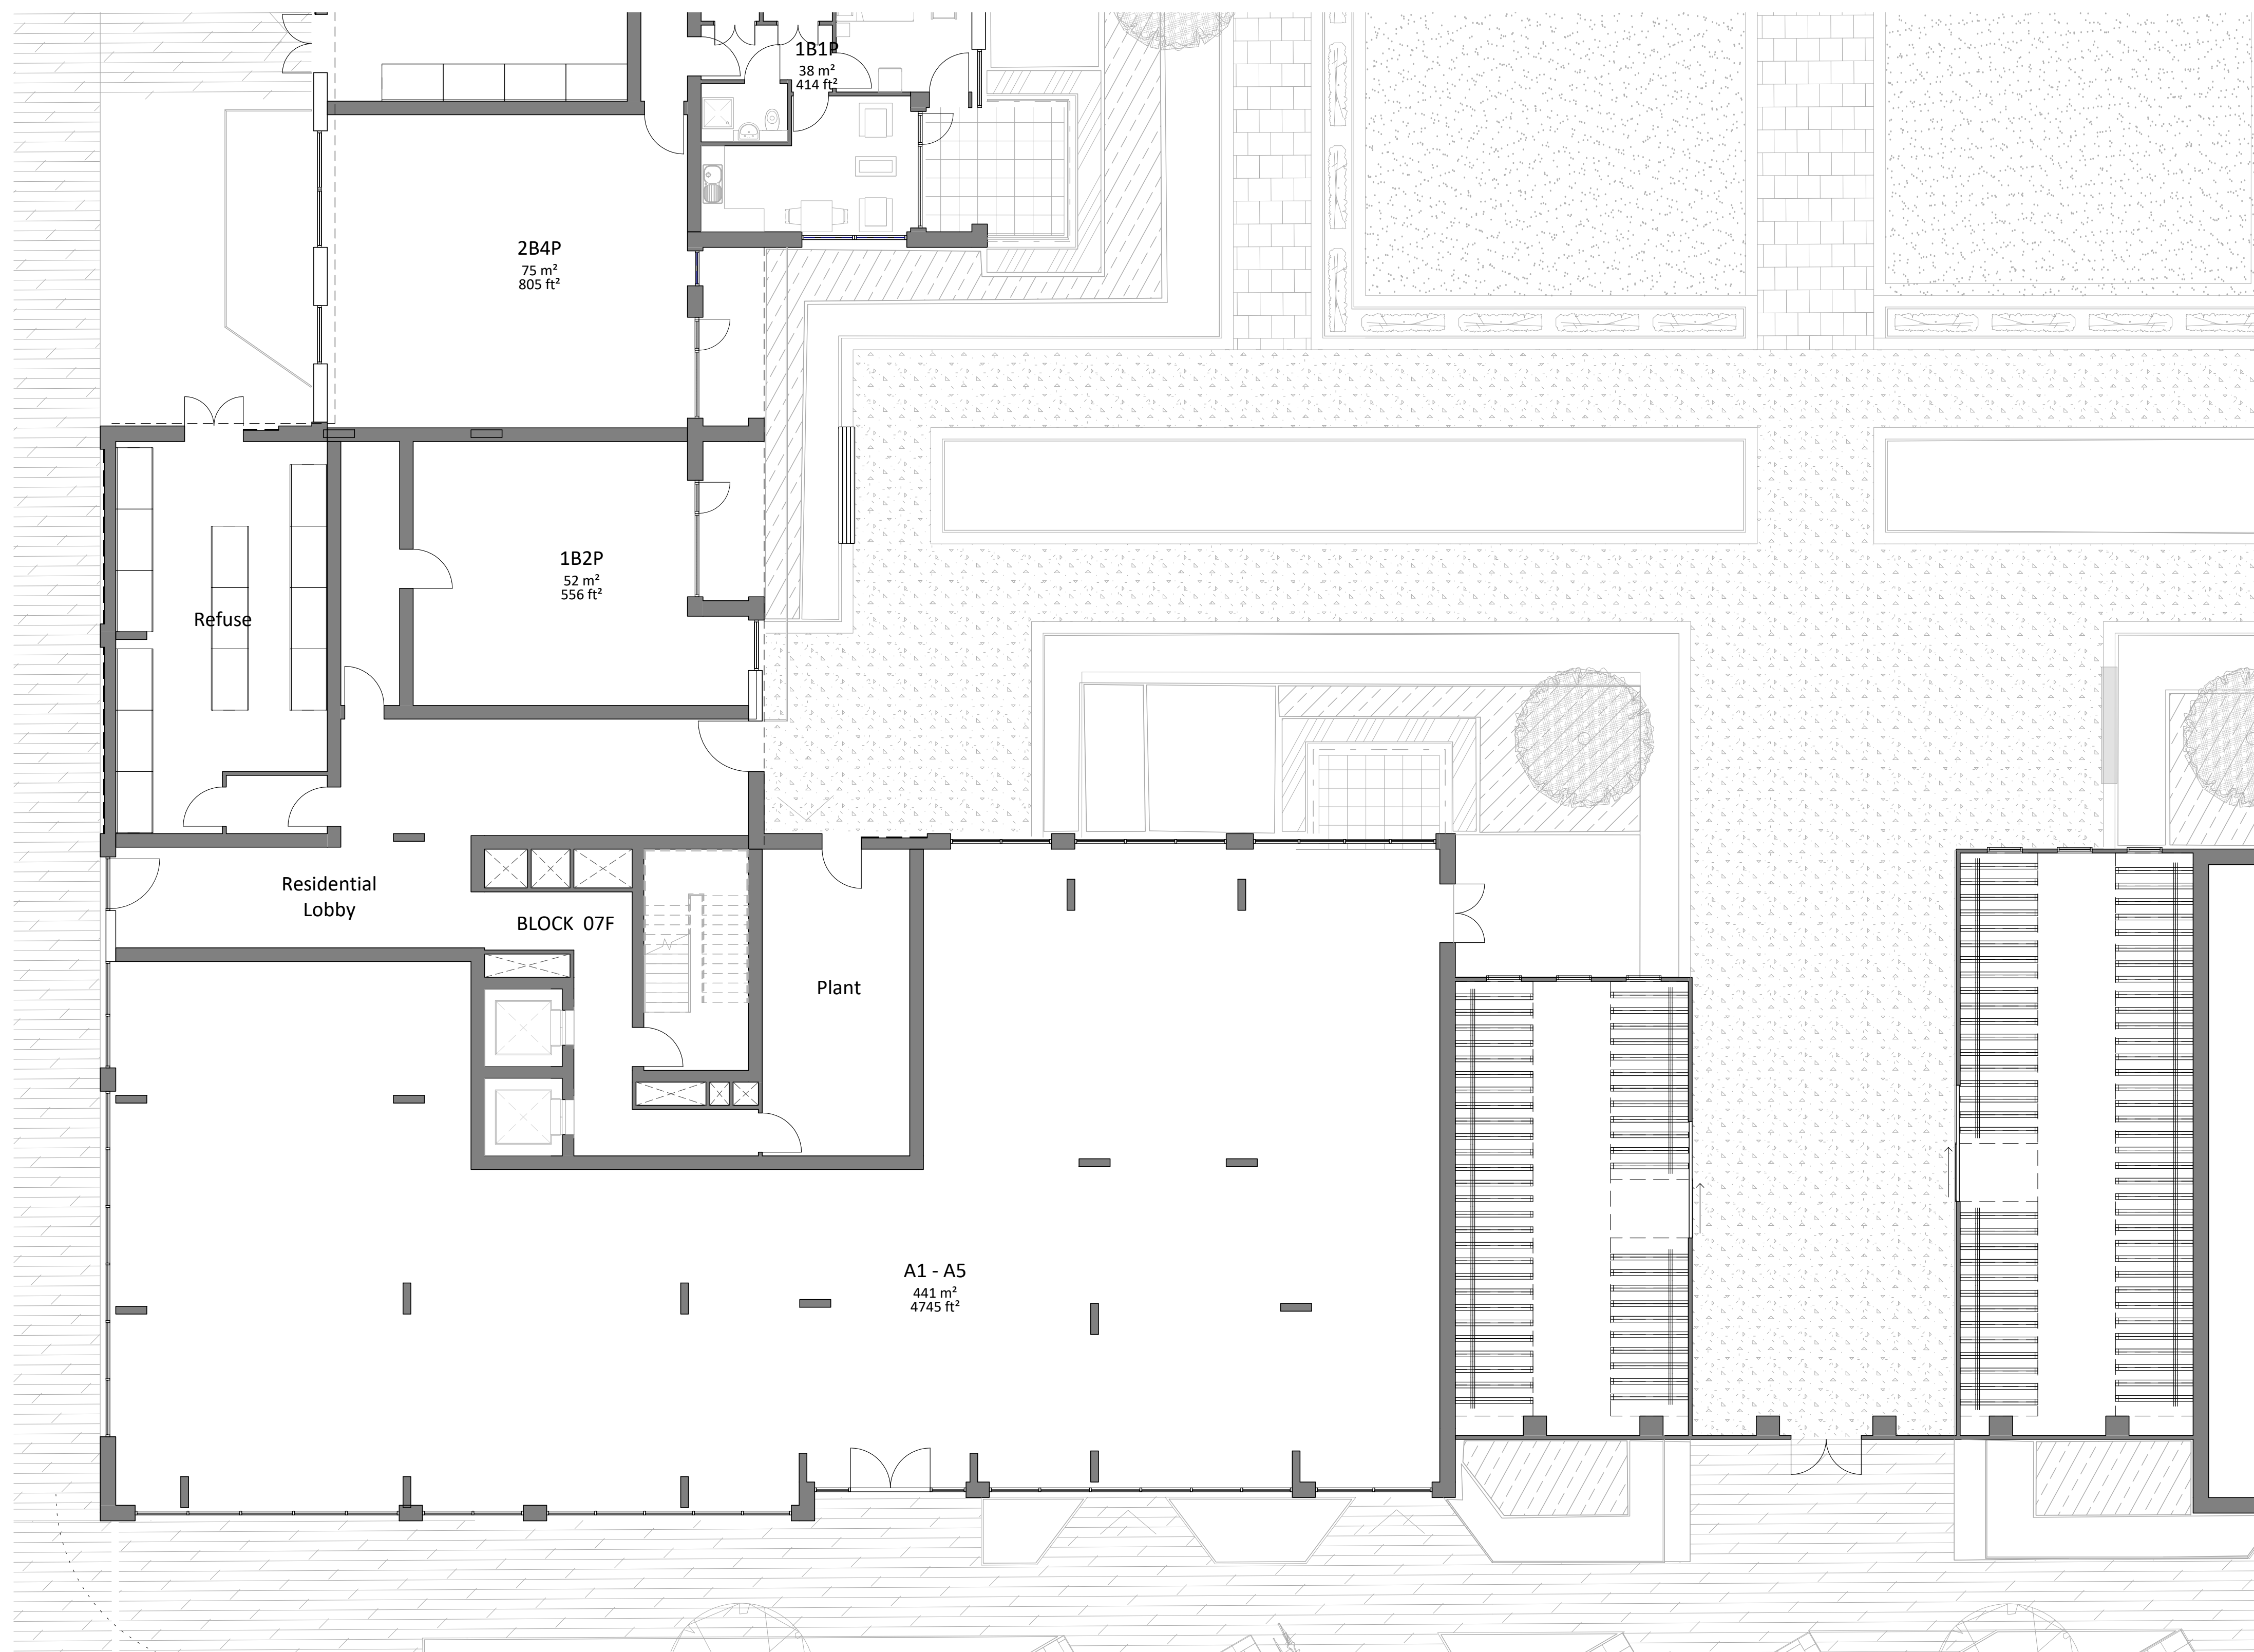 1B1P
38 m²
414 ft²
2B4P
75 m²
805 ft²
1B2P
52 m²
556 ft²
Refuse
Residential
Lobby
BLOCK 07F
Plant
A1 - A5
441 m²
4745 ft²